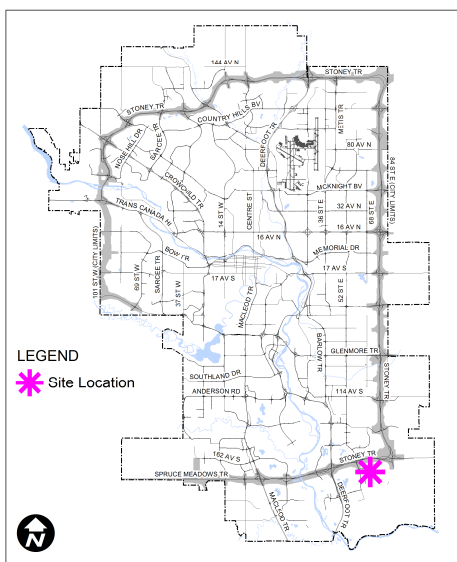 144 AV N
STONEY TR
STONEY TR
COUNTRY HILLS BV
DEERFOOT TR
METIS TR
NOSE HILL DR
SARCEE TR
80 AV N
CROWCHILD TR
MCKNIGHT BV
84 ST E (CITY LIMITS)
TRANS CANADA HI
14 ST W
CENTRE ST
36 ST E
32 AV N
68 ST E
16 AV N
16 AV N
101 ST W (CITY LIMITS)
BOW TR
MEMORIAL DR
69 ST W
SARCEE TR
37 ST W
17 AV S
17 AV S
MACLEOD TR
52 ST E
BARLOW TR
GLENMORE TR
LEGEND
Site Location
SOUTHLAND DR
ANDERSON RD
114 AV S
STONEY TR
162 AV S
STONEY TR
SPRUCE MEADOWS TR
MACLEOD TR
DEERFOOT TR
N